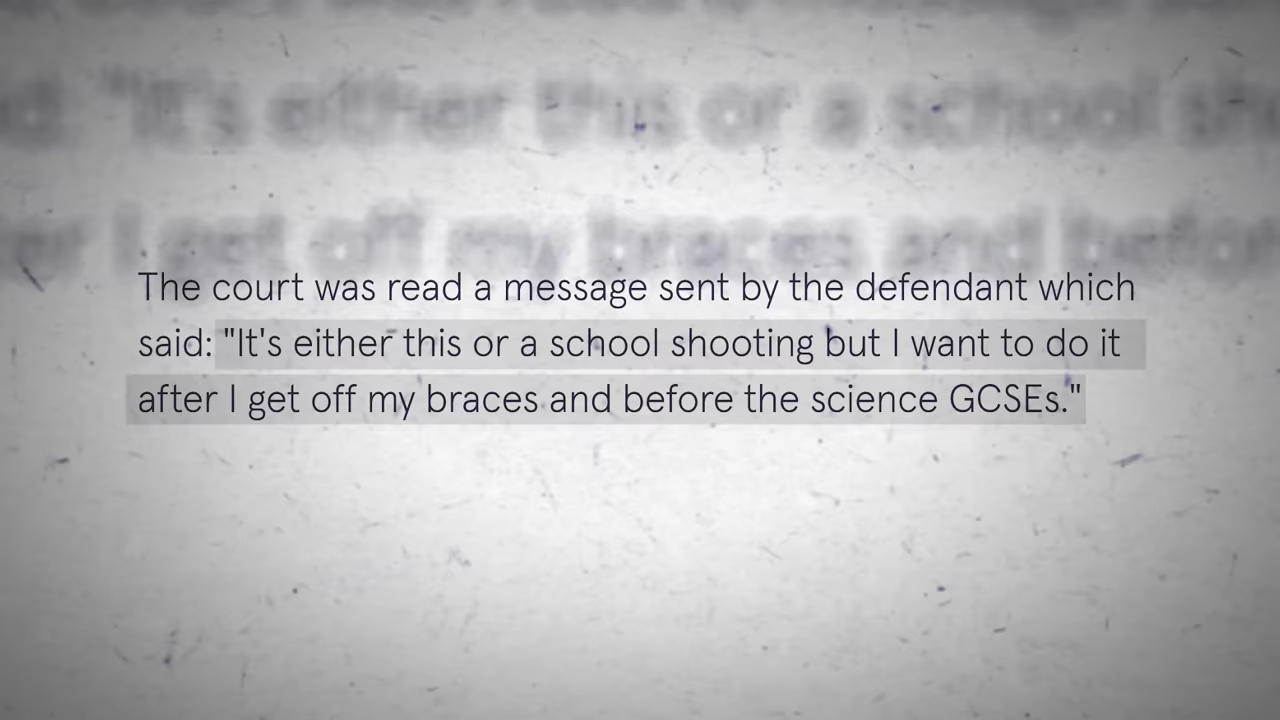 The court was read a message sent by the defendant which
said: "It's either this or a school shooting but I want to do it
after I get off my braces and before the science GCSEs."